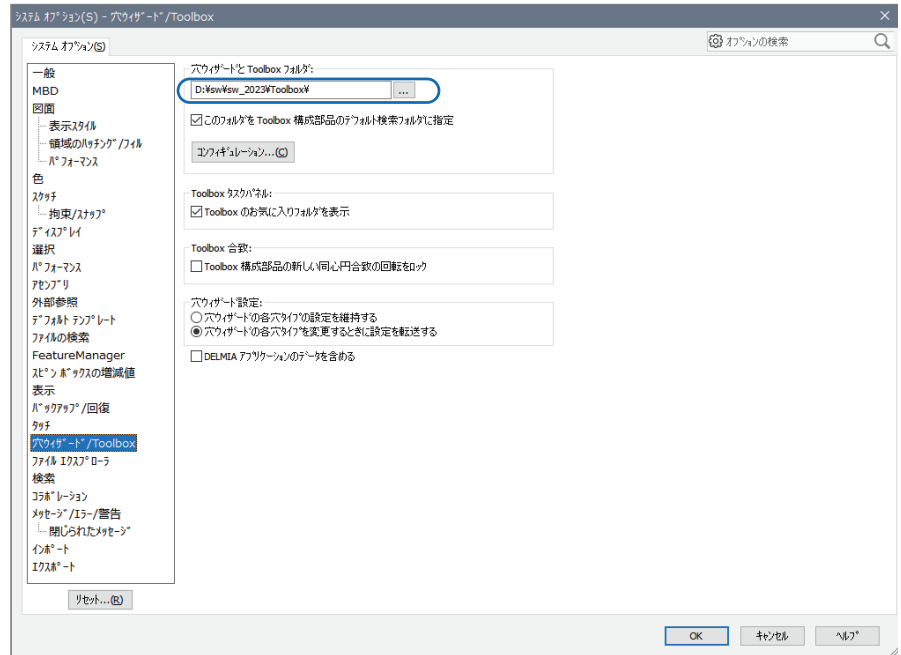 システム オプション(S) - 穴ウィザード/Toolbox
システム オプション(S)
オプションの検索
一般
MBD
図面
表示スタイル
領域のハッチング/フィル
パフォーマンス
色
スケッチ
拘束/スナップ
ディスプレイ
選択
パフォーマンス
アセンブリ
外部参照
デフォルト テンプレート
ファイルの検索
FeatureManager
スピン ボックスの増減値
表示
バックアップ/回復
タッチ
穴ウィザード/Toolbox
ファイル エクスプローラ
検索
コラボレーション
メッセージ/エラー/警告
閉じられたメッセージ
インポート
エクスポート
リセット...(R)
穴ウィザードと Toolbox フォルダ:
D:¥sw¥sw_2023¥Toolbox¥
...
このフォルダを Toolbox 構成部品のデフォルト検索フォルダに指定
コンフィギュレーション...(C)
Toolbox タスクパネル:
Toolbox のお気に入りフォルダを表示
Toolbox 合致:
Toolbox 構成部品の新しい同心円合致の回転をロック
穴ウィザード設定:
穴ウィザードの各穴タイプの設定を維持する
穴ウィザードの各穴タイプを変更するときに設定を転送する
DELMIA アプリケーションのデータを含める
OK
キャンセル
ヘルプ